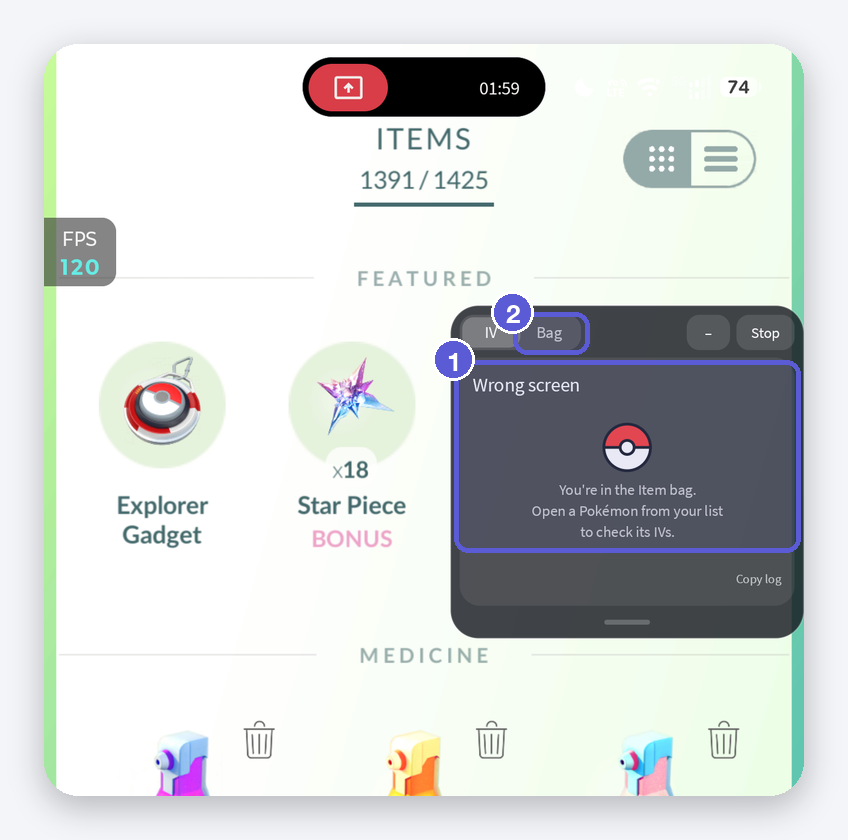 01:59
74
ITEMS
1391 / 1425
FPS
120
FEATURED
2
IV
Bag
–
Stop
1
Wrong screen
You're in the Item bag.
Open a Pokémon from your list
to check its IVs.
Copy log
x18
Explorer
Gadget
Star Piece
BONUS
MEDICINE